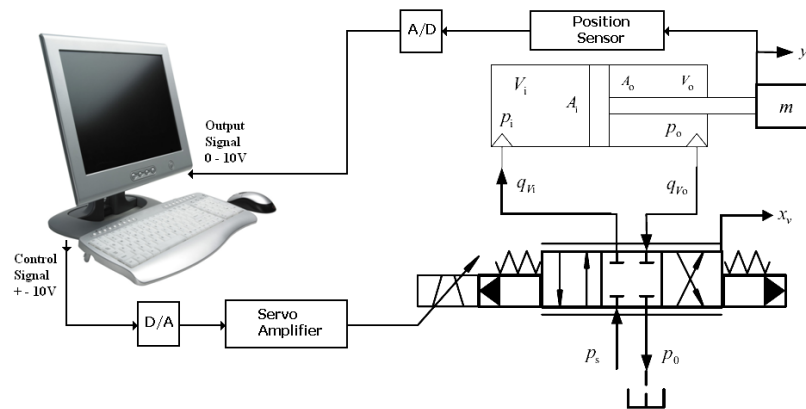 A/D
Position
Sensor
y
V_i
A_i
A_o
V_o
m
p_i
p_o
Output
Signal
0 - 10V
q_Vi
q_Vo
x_v
Control
Signal
+ - 10V
D/A
Servo
Amplifier
p_s
p_0